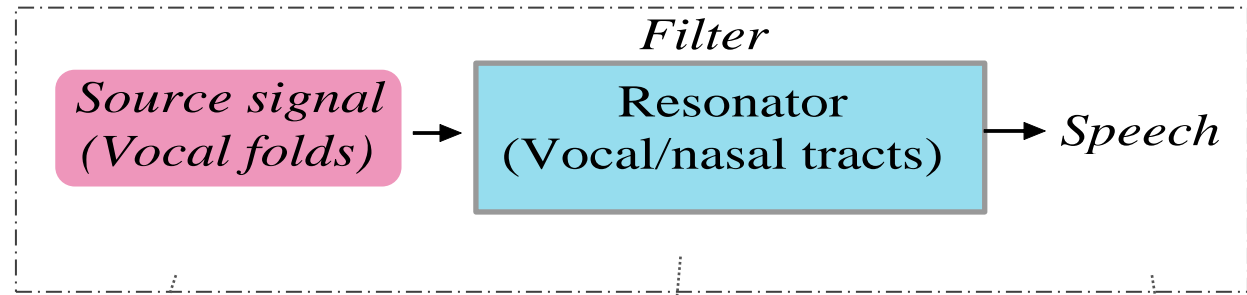 Filter
Source signal
(Vocal folds)
Resonator
(Vocal/nasal tracts)
Speech